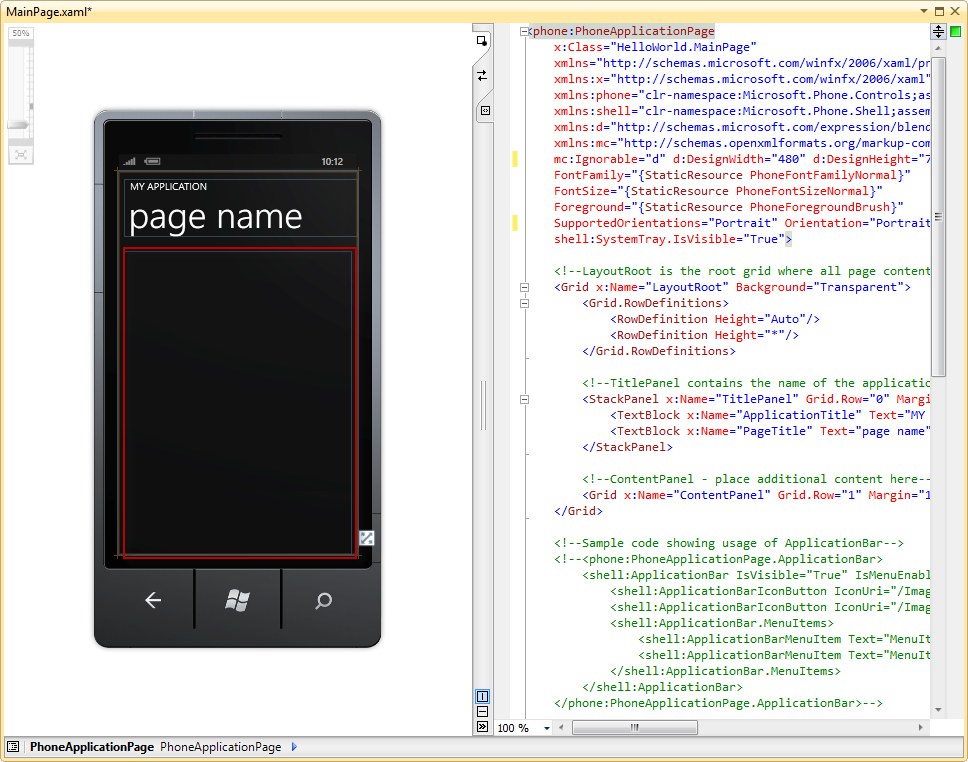 MainPage.xaml*
50%
10:12
MY APPLICATION
page name
<phone:PhoneApplicationPage
x:Class="HelloWorld.MainPage"
xmlns="http://schemas.microsoft.com/winfx/2006/xaml/pr
xmlns:x="http://schemas.microsoft.com/winfx/2006/xaml"
xmlns:phone="clr-namespace:Microsoft.Phone.Controls;as
xmlns:shell="clr-namespace:Microsoft.Phone.Shell;assem
xmlns:d="http://schemas.microsoft.com/expression/blend
xmlns:mc="http://schemas.openxmlformats.org/markup-com
mc:Ignorable="d" d:DesignWidth="480" d:DesignHeight="7
FontFamily="{StaticResource PhoneFontFamilyNormal}"
FontSize="{StaticResource PhoneFontSizeNormal}"
Foreground="{StaticResource PhoneForegroundBrush}"
SupportedOrientations="Portrait" Orientation="Portrait
shell:SystemTray.IsVisible="True">
<!--LayoutRoot is the root grid where all page content
<Grid x:Name="LayoutRoot" Background="Transparent">
<Grid.RowDefinitions>
<RowDefinition Height="Auto"/>
<RowDefinition Height="*"/>
</Grid.RowDefinitions>
<!--TitlePanel contains the name of the applicatio
<StackPanel x:Name="TitlePanel" Grid.Row="0" Margi
<TextBlock x:Name="ApplicationTitle" Text="MY
<TextBlock x:Name="PageTitle" Text="page name"
</StackPanel>
<!--ContentPanel - place additional content here--
<Grid x:Name="ContentPanel" Grid.Row="1" Margin="1
</Grid>
<!--Sample code showing usage of ApplicationBar-->
<!--<phone:PhoneApplicationPage.ApplicationBar>
<shell:ApplicationBar IsVisible="True" IsMenuEnabl
<shell:ApplicationBarIconButton IconUri="/Imag
<shell:ApplicationBarIconButton IconUri="/Imag
<shell:ApplicationBar.MenuItems>
<shell:ApplicationBarMenuItem Text="MenuIt
<shell:ApplicationBarMenuItem Text="MenuIt
</shell:ApplicationBar.MenuItems>
</shell:ApplicationBar>
</phone:PhoneApplicationPage.ApplicationBar>-->
100 %
PhoneApplicationPage PhoneApplicationPage